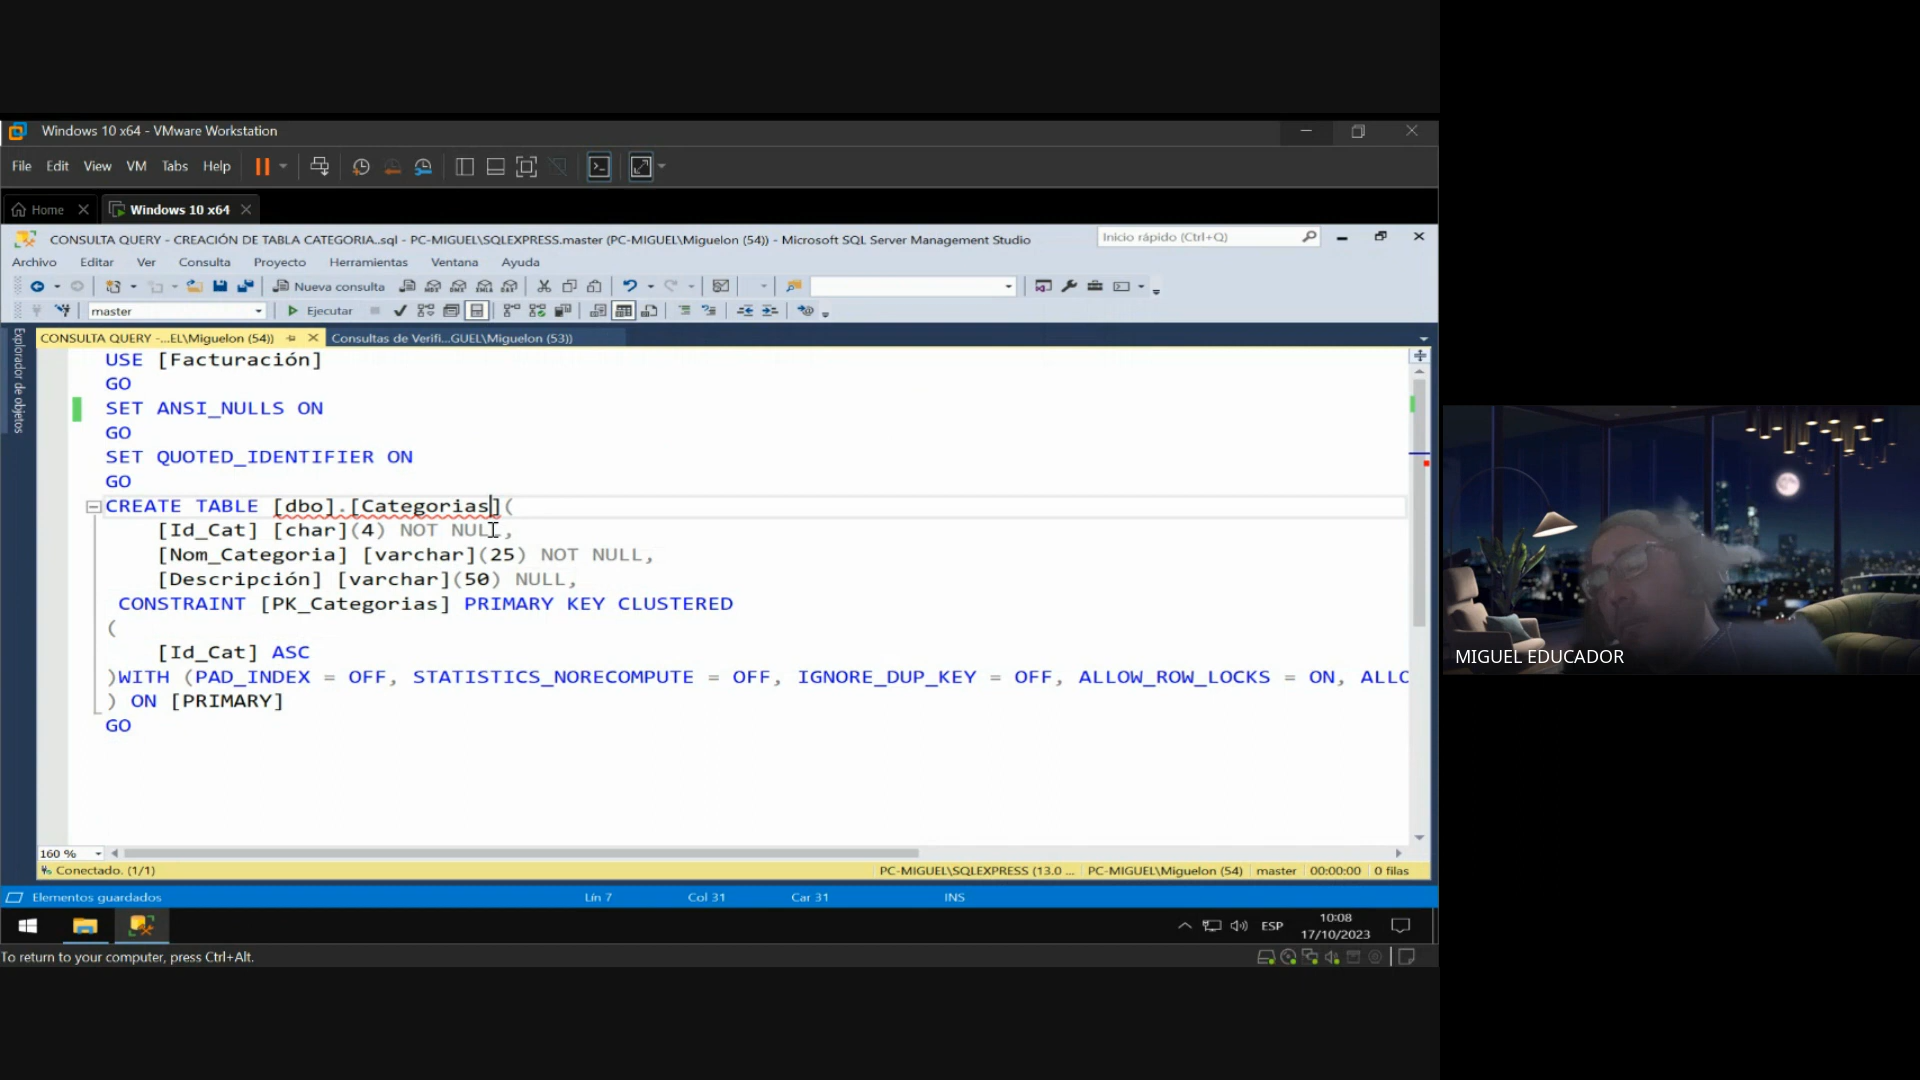 Windows 10 x64 - VMware Workstation
File Edit View VM Tabs Help
Home Windows 10 x64
CONSULTA QUERY - CREACIÓN DE TABLA CATEGORIA..sql - PC-MIGUEL\SQLEXPRESS.master (PC-MIGUEL\Miguelon (54)) - Microsoft SQL Server Management Studio
Inicio rápido (Ctrl+Q)
Archivo Editar Ver Consulta Proyecto Herramientas Ventana Ayuda
Nueva consulta
master Ejecutar
CONSULTA QUERY -...EL\Miguelon (54)) Consultas de Verifi...GUEL\Miguelon (53))
Explorador de objetos
USE [Facturación]
GO
SET ANSI_NULLS ON
GO
SET QUOTED_IDENTIFIER ON
GO
CREATE TABLE [dbo].[Categorias](
[Id_Cat] [char](4) NOT NULL,
[Nom_Categoria] [varchar](25) NOT NULL,
[Descripción] [varchar](50) NULL,
CONSTRAINT [PK_Categorias] PRIMARY KEY CLUSTERED
(
[Id_Cat] ASC
)WITH (PAD_INDEX = OFF, STATISTICS_NORECOMPUTE = OFF, IGNORE_DUP_KEY = OFF, ALLOW_ROW_LOCKS = ON, ALLO
) ON [PRIMARY]
GO
160 %
Conectado. (1/1) PC-MIGUEL\SQLEXPRESS (13.0 ... PC-MIGUEL\Miguelon (54) master 00:00:00 0 filas
Elementos guardados Lín 7 Col 31 Car 31 INS
ESP 10:08
17/10/2023
To return to your computer, press Ctrl+Alt.
MIGUEL EDUCADOR